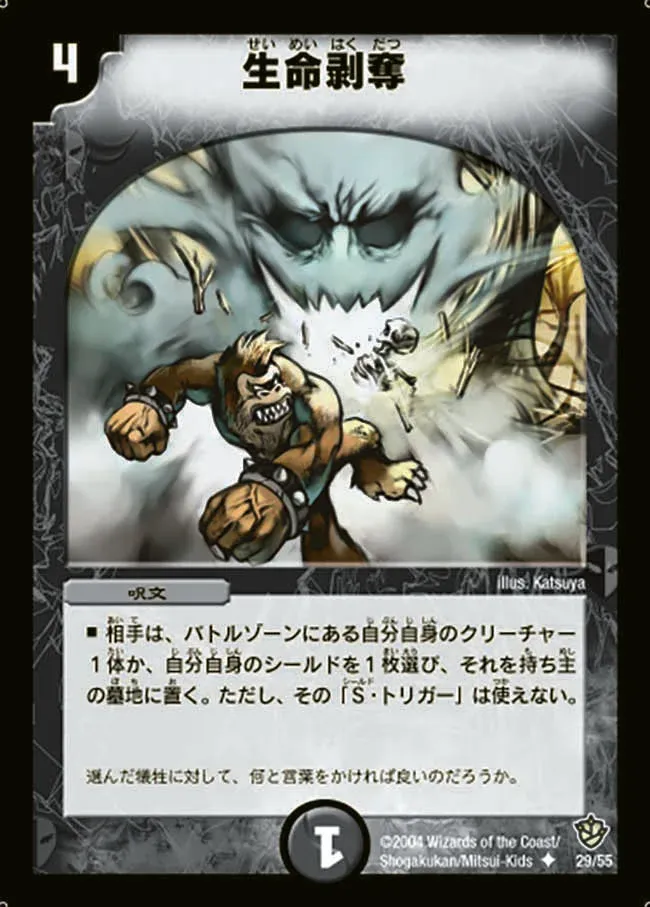 4
せい めい はく だつ
生命剥奪
illus. Katsuya
呪文
■ 相手は、バトルゾーンにある自分自身のクリーチャー
1体か、自分自身のシールドを1枚選び、それを持ち主
の墓地に置く。ただし、その「S・トリガー」は使えない。
選んだ犠牲に対して、何と言葉をかければ良いのだろうか。
1
©2004 Wizards of the Coast/
Shogakukan/Mitsui-Kids
29/55